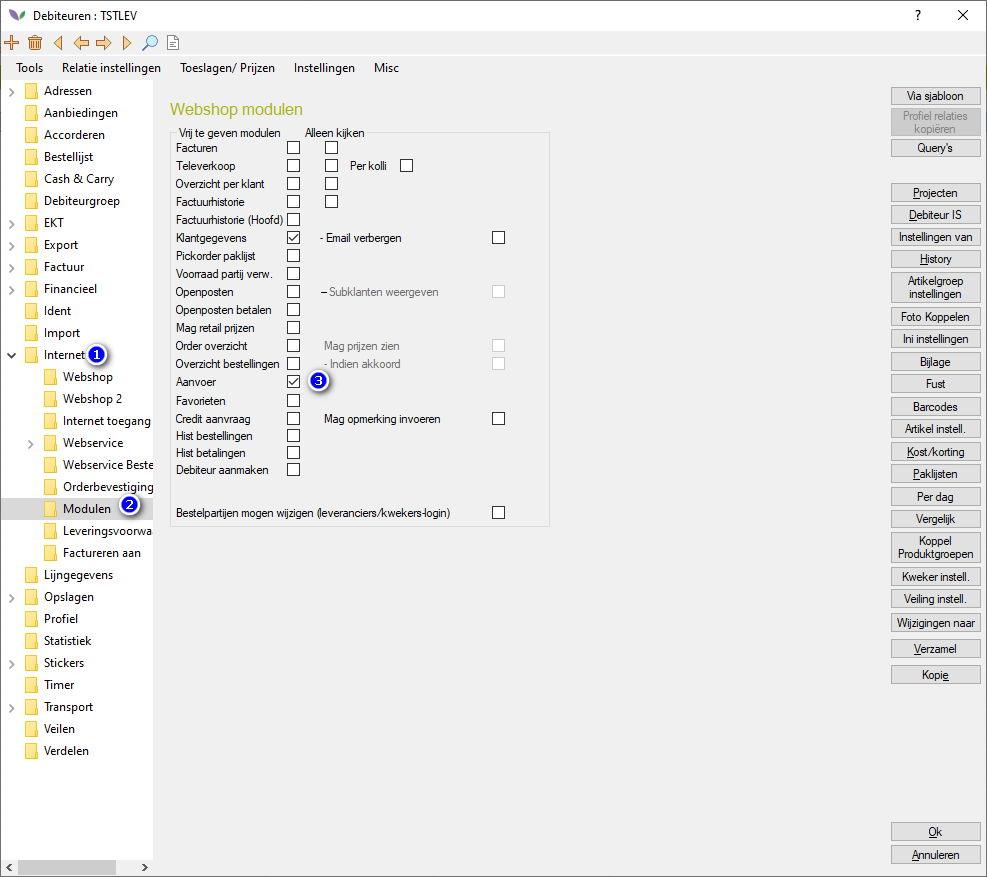 Debiteuren : TSTLEV
?
Tools Relatie instellingen Toeslagen/ Prijzen Instellingen Misc
Adressen
Aanbiedingen
Accorderen
Bestellijst
Cash & Carry
Debiteurgroep
EKT
Export
Factuur
Financieel
Ident
Import
Internet 1
Webshop
Webshop 2
Internet toegang
Webservice
Webservice Beste
Orderbevestiging
Modulen 2
Leveringsvoorwa
Factureren aan
Lijngegevens
Opslagen
Profiel
Statistiek
Stickers
Timer
Transport
Veilen
Verdelen
Webshop modulen
Vrij te geven modulen Alleen kijken
Facturen
Televerkoop Per kolli
Overzicht per klant
Factuurhistorie
Factuurhistorie (Hoofd)
Klantgegevens - Email verbergen
Pickorder paklijst
Voorraad partij verw.
Openposten – Subklanten weergeven
Openposten betalen
Mag retail prijzen
Order overzicht Mag prijzen zien
Overzicht bestellingen - Indien akkoord
Aanvoer 3
Favorieten
Credit aanvraag Mag opmerking invoeren
Hist bestellingen
Hist betalingen
Debiteur aanmaken
Bestelpartijen mogen wijzigen (leveranciers/kwekers-login)
Via sjabloon
Profiel relaties
kopiëren
Query's
Projecten
Debiteur IS
Instellingen van
History
Artikelgroep
instellingen
Foto Koppelen
Ini instellingen
Bijlage
Fust
Barcodes
Artikel instell.
Kost/korting
Paklijsten
Per dag
Vergelijk
Koppel
Produktgroepen
Kweker instell.
Veiling instell.
Wijzigingen naar
Verzamel
Kopie
Ok
Annuleren